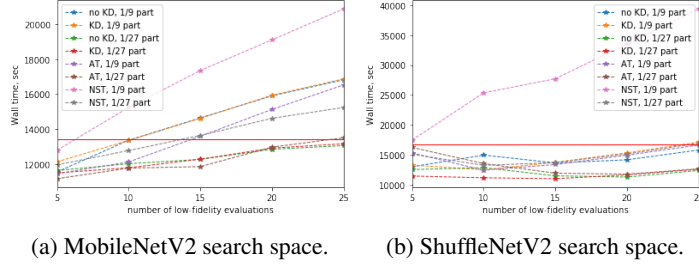 20000
18000
16000
14000
12000
Wall time, sec
no KD, 1/9 part
KD, 1/9 part
no KD, 1/27 part
KD, 1/27 part
AT, 1/9 part
AT, 1/27 part
NST, 1/9 part
NST, 1/27 part
5 10 15 20 25
number of low-fidelity evaluations
(a) MobileNetV2 search space.
40000
35000
30000
25000
20000
15000
10000
Wall time, sec
no KD, 1/9 part
KD, 1/9 part
no KD, 1/27 part
KD, 1/27 part
AT, 1/9 part
AT, 1/27 part
NST, 1/9 part
NST, 1/27 part
5 10 15 20 25
number of low-fidelity evaluations
(b) ShuffleNetV2 search space.